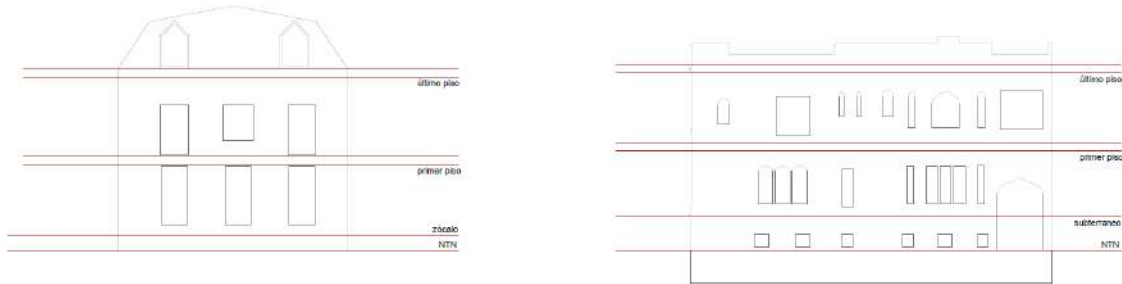 último piso
primer piso
zócalo
NTN
último piso
primer piso
subterraneo
NTN